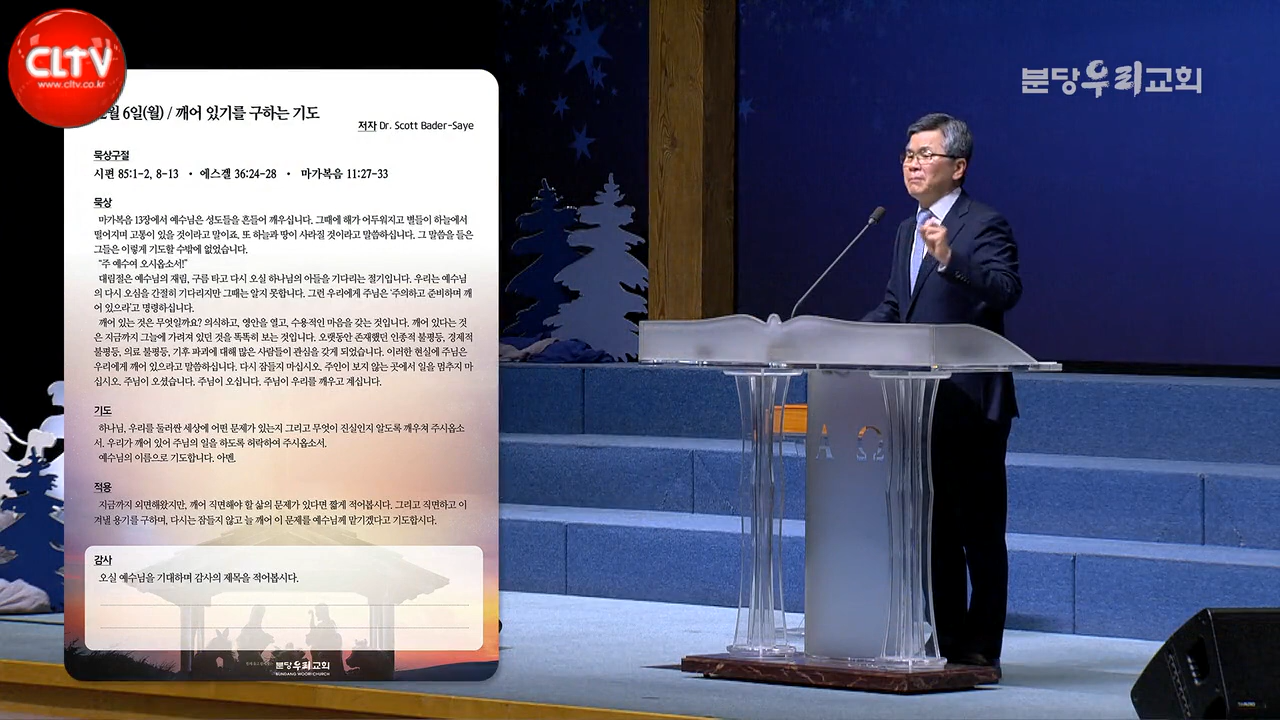 CLTV
www.cltv.co.kr
분당우리교회
월 6일(월) / 깨어 있기를 구하는 기도
저자 Dr. Scott Bader-Saye
묵상구절
시편 85:1-2, 8-13 • 에스겔 36:24-28 • 마가복음 11:27-33
묵상
마가복음 13장에서 예수님은 성도들을 흔들어 깨우십니다. 그때에 해가 어두워지고 별들이 하늘에서
떨어지며 고통이 있을 것이라고 말이죠. 또 하늘과 땅이 사라질 것이라고 말씀하십니다. 그 말씀을 들은
그들은 이렇게 기도할 수밖에 없었습니다.
“주 예수여 오시옵소서!”
대림절은 예수님의 재림, 구름 타고 다시 오실 하나님의 아들을 기다리는 절기입니다. 우리는 예수님
의 다시 오심을 간절히 기다리지만 그때는 알지 못합니다. 그런 우리에게 주님은 ‘주의하고 준비하며 깨
어 있으라’고 명령하십니다.
깨어 있는 것은 무엇일까요? 의식하고, 영안을 열고, 수용적인 마음을 갖는 것입니다. 깨어 있다는 것
은 지금까지 그늘에 가려져 있던 것을 똑똑히 보는 것입니다. 오랫동안 존재했던 인종적 불평등, 경제적
불평등, 의료 불평등, 기후 파괴에 대해 많은 사람들이 관심을 갖게 되었습니다. 이러한 현실에 주님은
우리에게 깨어 있으라고 말씀하십니다. 다시 잠들지 마십시오. 주인이 보지 않는 곳에서 일을 멈추지 마
십시오. 주님이 오셨습니다. 주님이 오십니다. 주님이 우리를 깨우고 계십니다.
기도
하나님, 우리를 둘러싼 세상에 어떤 문제가 있는지 그리고 무엇이 진실인지 알도록 깨우쳐 주시옵소
서. 우리가 깨어 있어 주님의 일을 하도록 허락하여 주시옵소서.
예수님의 이름으로 기도합니다. 아멘.
적용
지금까지 외면해왔지만, 깨어 직면해야 할 삶의 문제가 있다면 짧게 적어봅시다. 그리고 직면하고 이
겨낼 용기를 구하며, 다시는 잠들지 않고 늘 깨어 이 문제를 예수님께 맡기겠다고 기도합시다.
감사
오실 예수님을 기대하며 감사의 제목을 적어봅시다.
분당우리교회
BUNDANG WOORI CHURCH
Α Ω